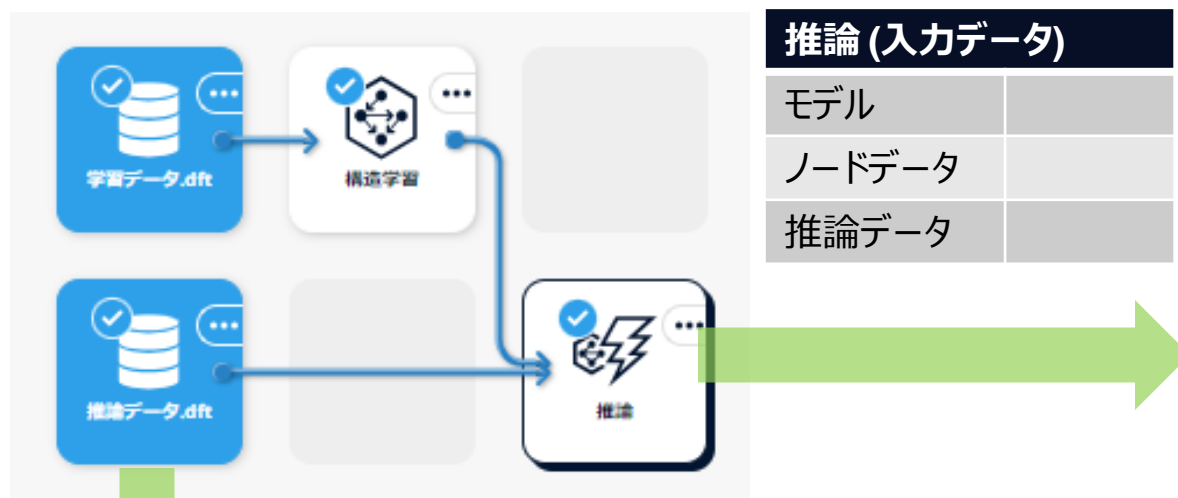 推論 (入力データ)
モデル
ノードデータ
推論データ
学習データ.dft
構造学習
推論データ.dft
推論